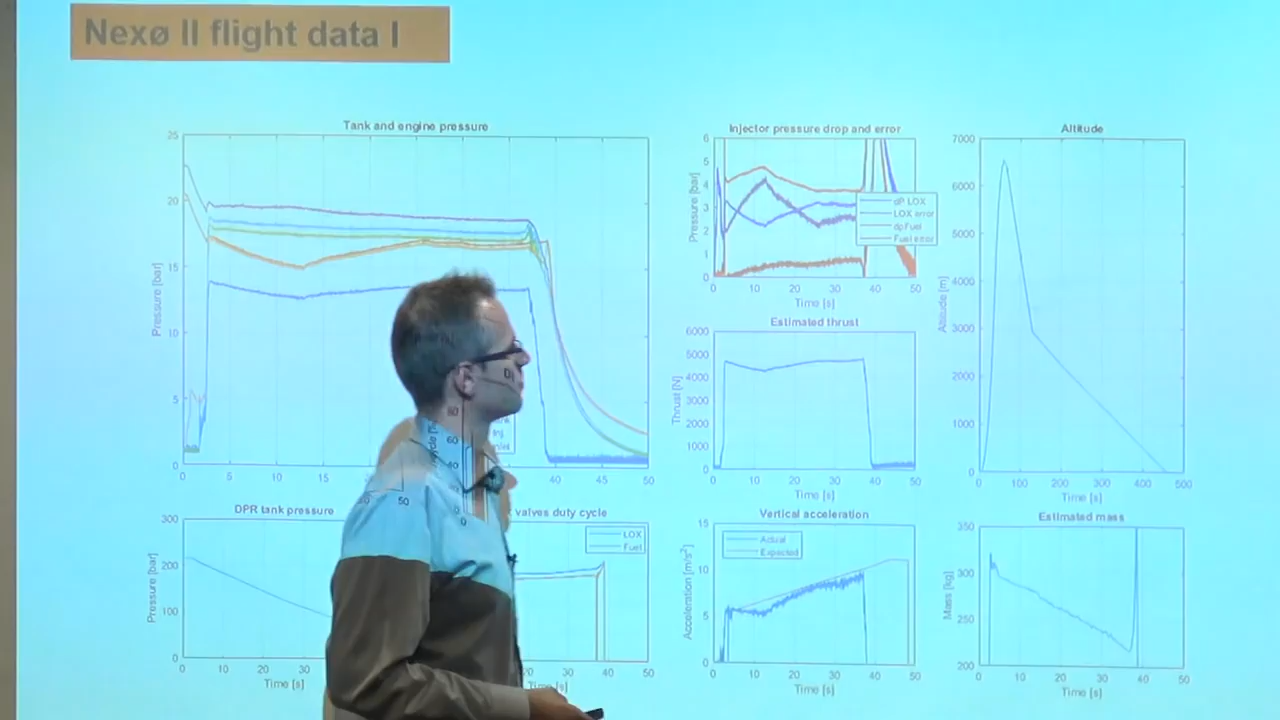 Nexø II flight data I
Tank and engine pressure
Pressure [bar]
25
20
15
10
5
0
0 5 10 15 40 45 50
Injector pressure drop and error
Pressure [bar]
6
5
4
3
2
1
0
dP LOX
LOX error
dpFuel
Fuel error
0 10 20 30 40 50
Time [s]
Estimated thrust
Thrust [N]
6000
5000
4000
3000
2000
1000
0
0 10 20 30 40 50
Time [s]
Altitude
Altitude [m]
7000
6000
5000
4000
3000
2000
1000
0
0 100 200 300 400 500
Time [s]
DPR tank pressure
Pressure [bar]
300
200
100
0
0 10 20 30
Time [s]
valves duty cycle
LOX
Fuel
30 40 50
Time [s]
Vertical acceleration
Acceleration [m/s²]
15
10
5
0
Actual
Expected
0 10 20 30 40 50
Time [s]
Estimated mass
Mass [kg]
350
300
250
200
0 10 20 30 40 50
Time [s]